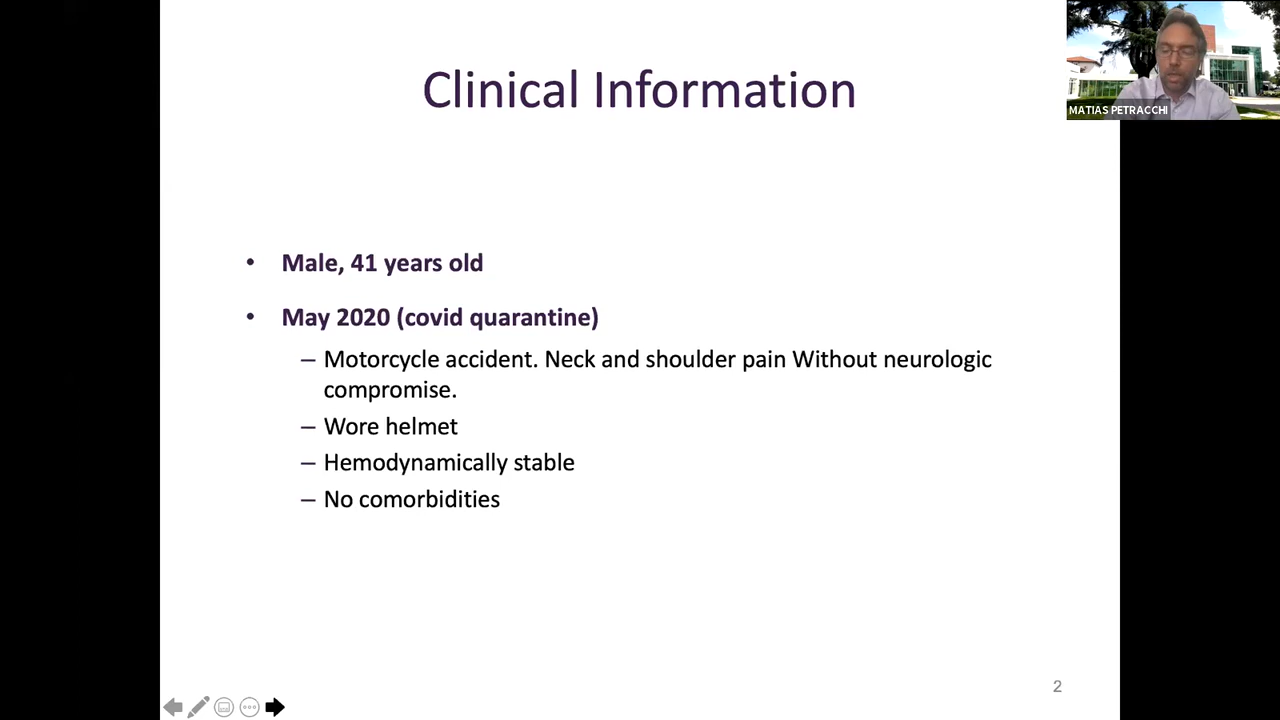 Clinical Information
MATIAS PETRACCHI
• Male, 41 years old
• May 2020 (covid quarantine)
– Motorcycle accident. Neck and shoulder pain Without neurologic
compromise.
– Wore helmet
– Hemodynamically stable
– No comorbidities
2